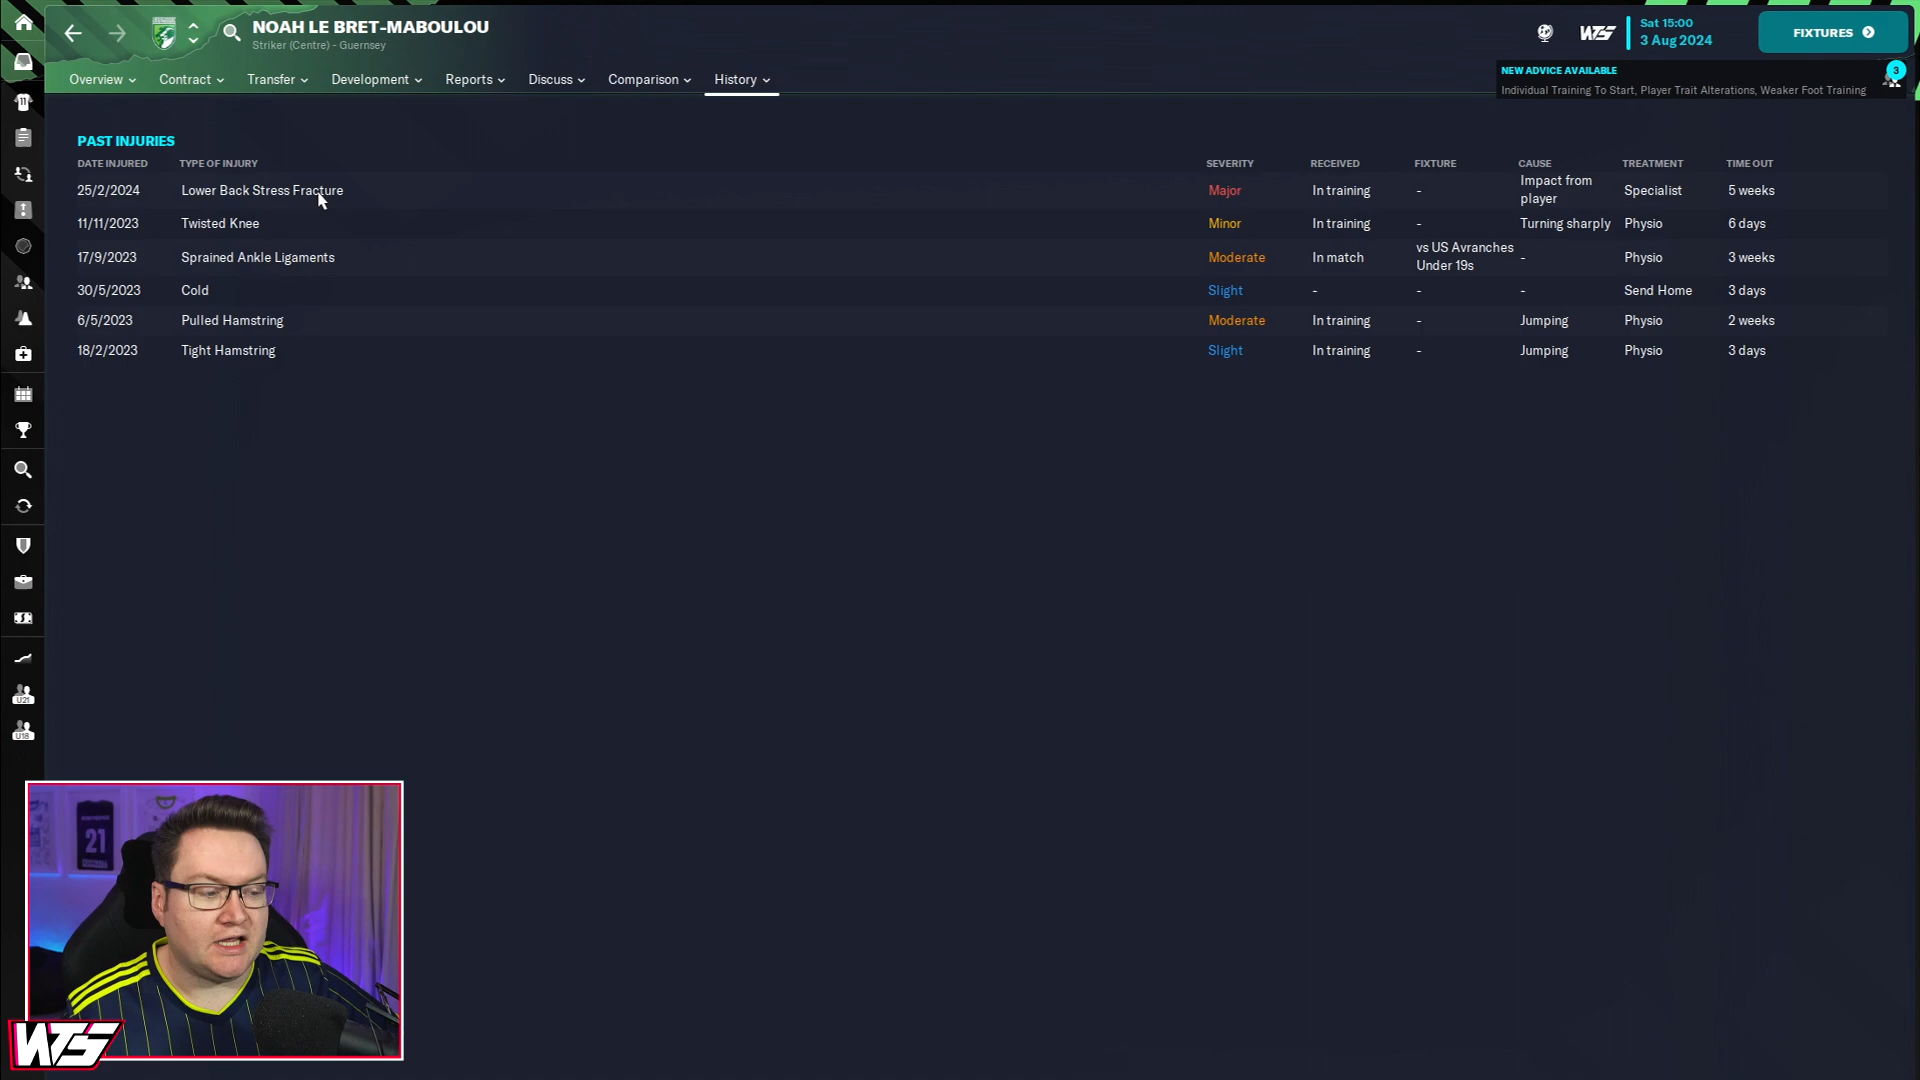 NOAH LE BRET-MABOULOU
Striker (Centre) - Guernsey
WTS
Sat 15:00
3 Aug 2024
FIXTURES
Overview
Contract
Transfer
Development
Reports
Discuss
Comparison
History
NEW ADVICE AVAILABLE
3
Individual Training To Start, Player Trait Alterations, Weaker Foot Training
11
PAST INJURIES
DATE INJURED TYPE OF INJURY SEVERITY RECEIVED FIXTURE CAUSE TREATMENT TIME OUT
25/2/2024 Lower Back Stress Fracture Major In training - Impact from player Specialist 5 weeks
11/11/2023 Twisted Knee Minor In training - Turning sharply Physio 6 days
17/9/2023 Sprained Ankle Ligaments Moderate In match vs US Avranches Under 19s - Physio 3 weeks
30/5/2023 Cold Slight - - - Send Home 3 days
6/5/2023 Pulled Hamstring Moderate In training - Jumping Physio 2 weeks
18/2/2023 Tight Hamstring Slight In training - Jumping Physio 3 days
U21
U18
21
WTS